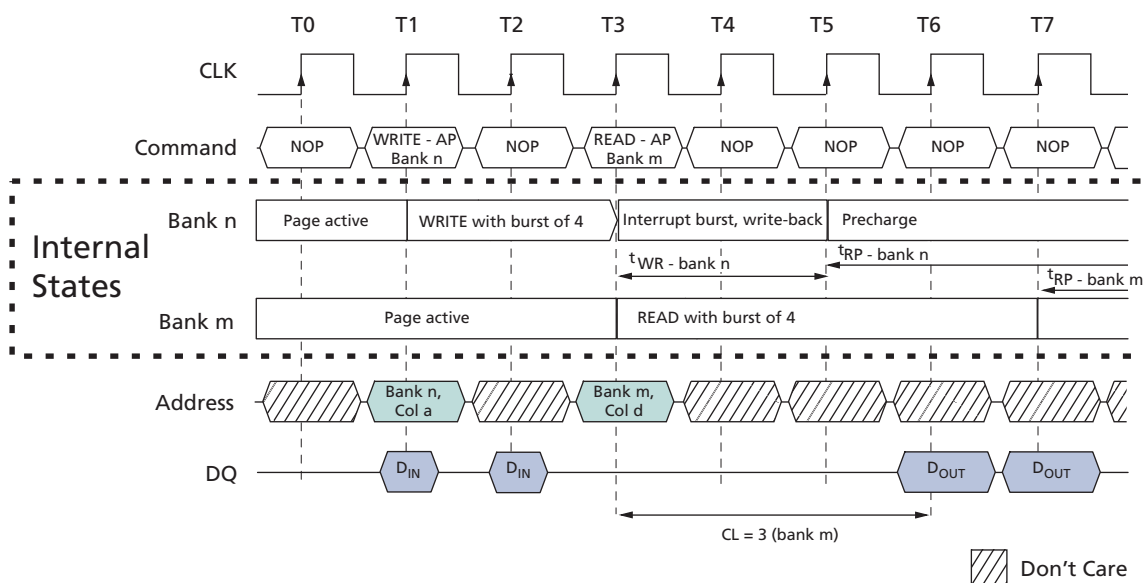 T0 T1 T2 T3 T4 T5 T6 T7
CLK
Command NOP WRITE - AP Bank n NOP READ - AP Bank m NOP NOP NOP NOP
Internal States
Bank n Page active WRITE with burst of 4 Interrupt burst, write-back Precharge
tWR - bank n tRP - bank n
tRP - bank m
Bank m Page active READ with burst of 4
Address Bank n, Col a Bank m, Col d
DQ DIN DIN DOUT DOUT
CL = 3 (bank m)
Don't Care